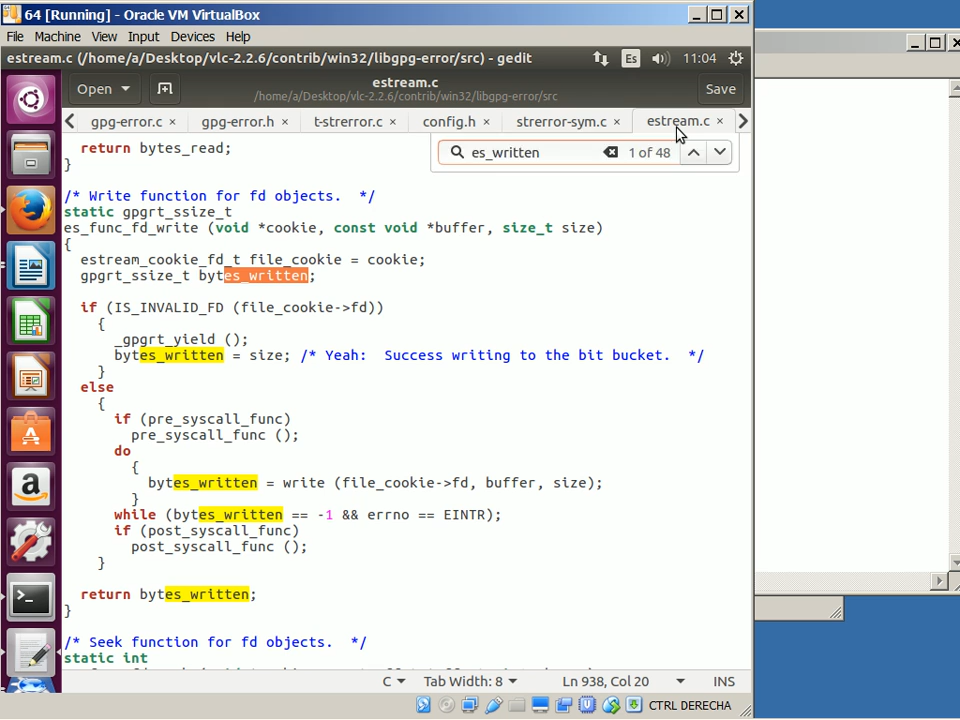 64 [Running] - Oracle VM VirtualBox
File Machine View Input Devices Help
estream.c (/home/a/Desktop/vlc-2.2.6/contrib/win32/libgpg-error/src) - gedit Es 11:04
Open estream.c Save
/home/a/Desktop/vlc-2.2.6/contrib/win32/libgpg-error/src
gpg-error.c × gpg-error.h × t-strerror.c × config.h × strerror-sym.c × estream.c ×
es_written 1 of 48
return bytes_read;
}
/* Write function for fd objects.  */
static gpgrt_ssize_t
es_func_fd_write (void *cookie, const void *buffer, size_t size)
{
estream_cookie_fd_t file_cookie = cookie;
gpgrt_ssize_t bytes_written;
if (IS_INVALID_FD (file_cookie->fd))
{
_gpgrt_yield ();
bytes_written = size; /* Yeah:  Success writing to the bit bucket.  */
}
else
{
if (pre_syscall_func)
pre_syscall_func ();
do
{
bytes_written = write (file_cookie->fd, buffer, size);
}
while (bytes_written == -1 && errno == EINTR);
if (post_syscall_func)
post_syscall_func ();
}
return bytes_written;
}
/* Seek function for fd objects.  */
static int
C Tab Width: 8 Ln 938, Col 20 INS
CTRL DERECHA